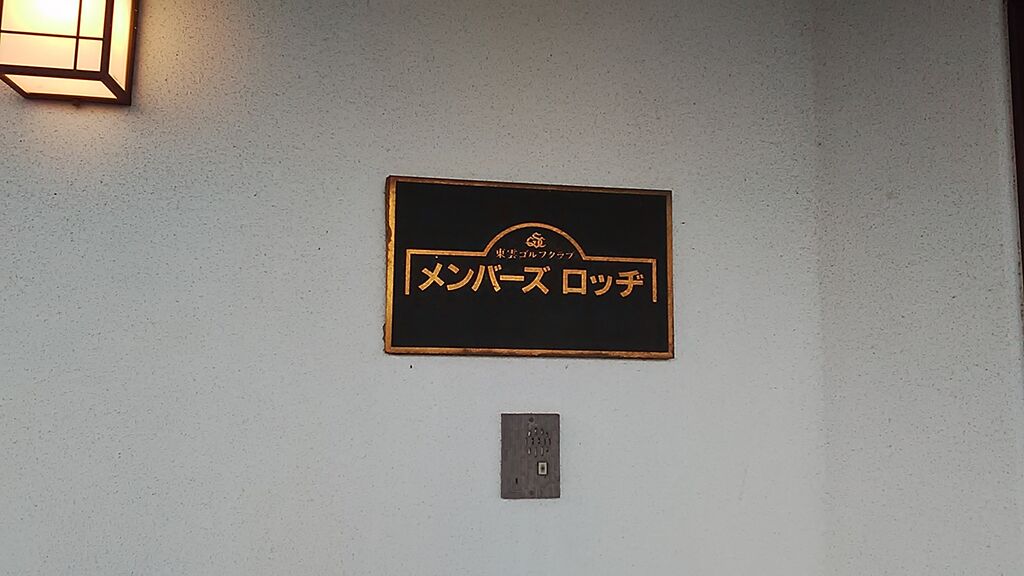 東雲ゴルフクラブ
メンバーズ ロッヂ